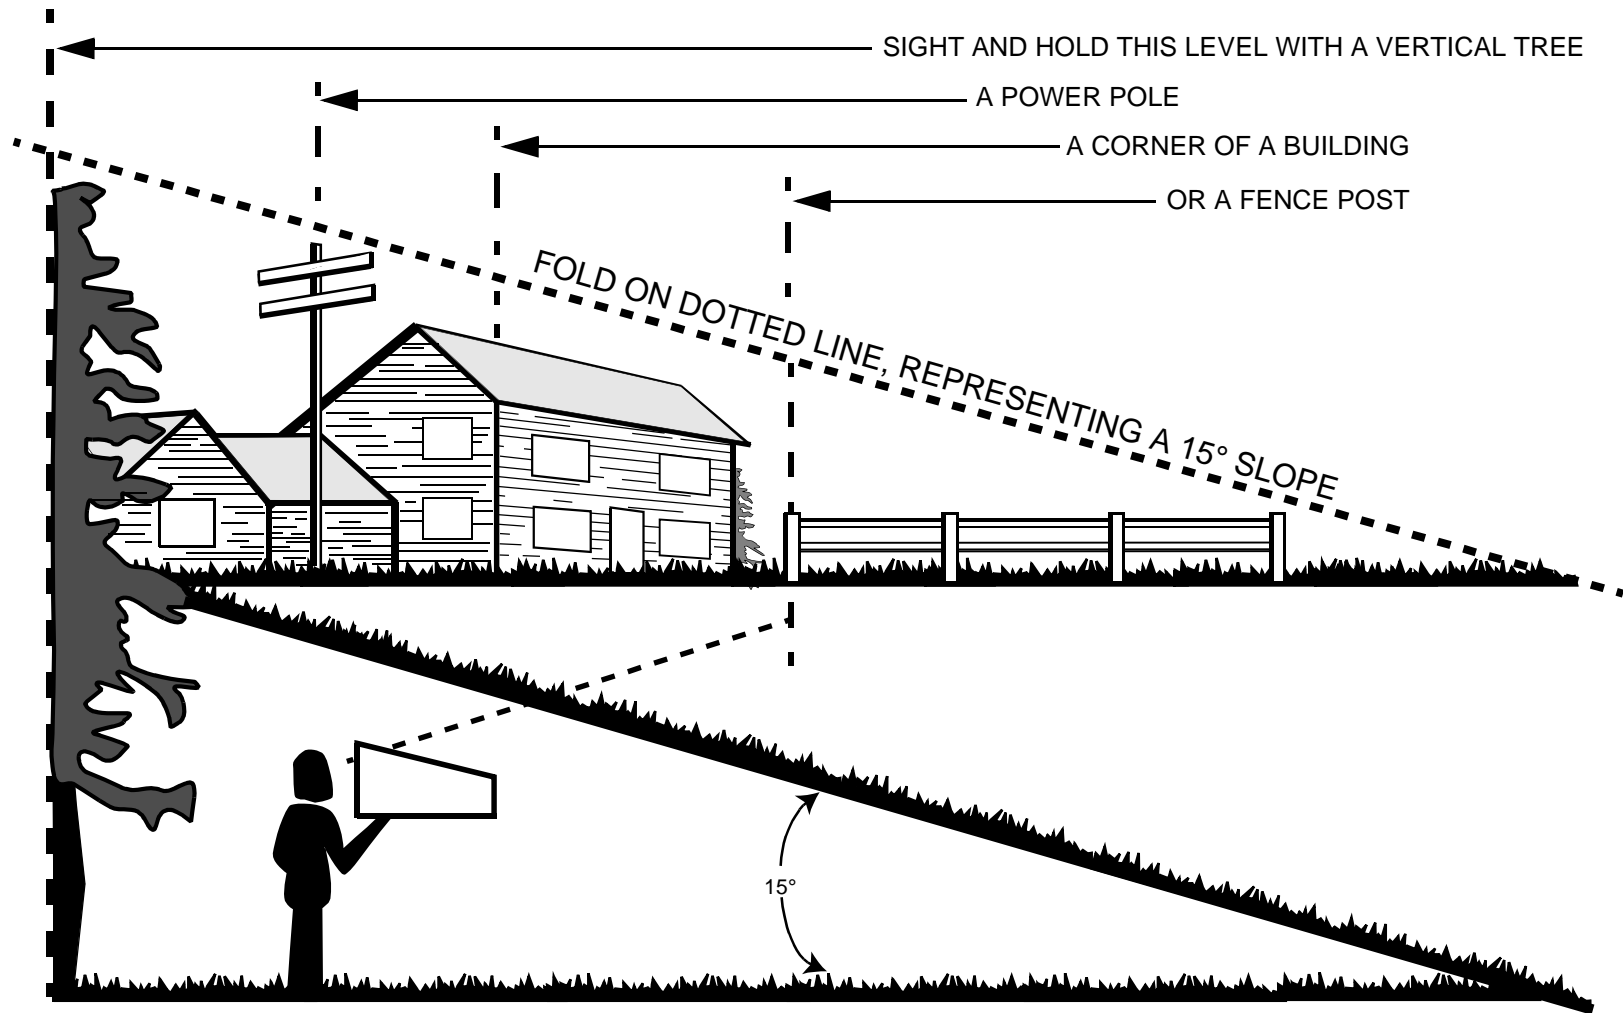 SIGHT AND HOLD THIS LEVEL WITH A VERTICAL TREE
A POWER POLE
A CORNER OF A BUILDING
OR A FENCE POST
FOLD ON DOTTED LINE, REPRESENTING A 15° SLOPE
15°